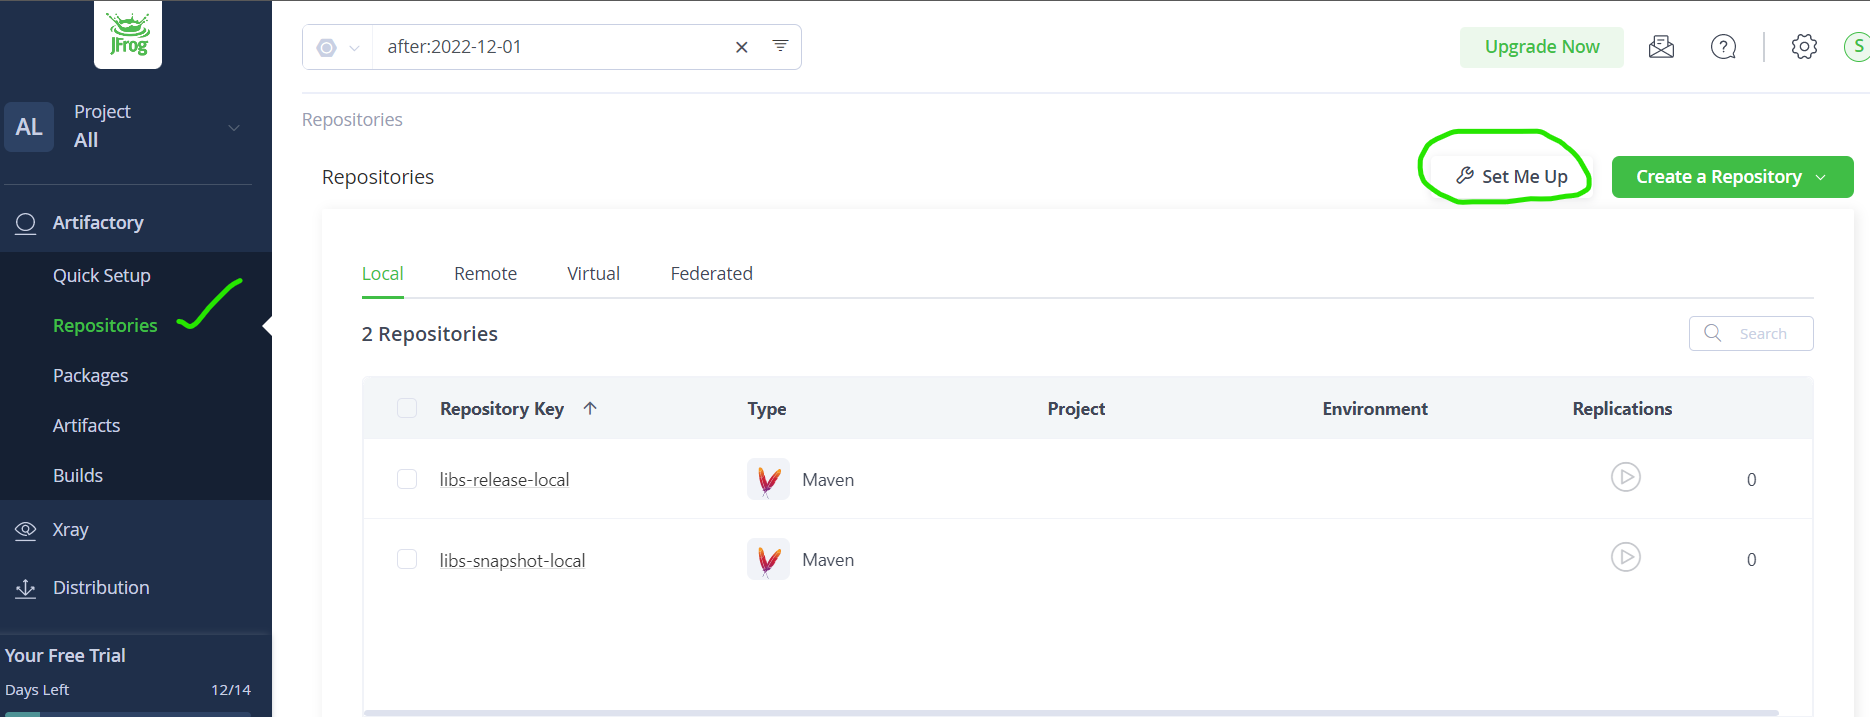 JFrog
after:2022-12-01
Upgrade Now
S
AL
Project
All
Repositories
Repositories
Set Me Up
Create a Repository
Artifactory
Quick Setup
Repositories
Packages
Artifacts
Builds
Xray
Distribution
Your Free Trial
Days Left 12/14
Local Remote Virtual Federated
2 Repositories
Search
Repository Key Type Project Environment Replications
libs-release-local Maven 0
libs-snapshot-local Maven 0